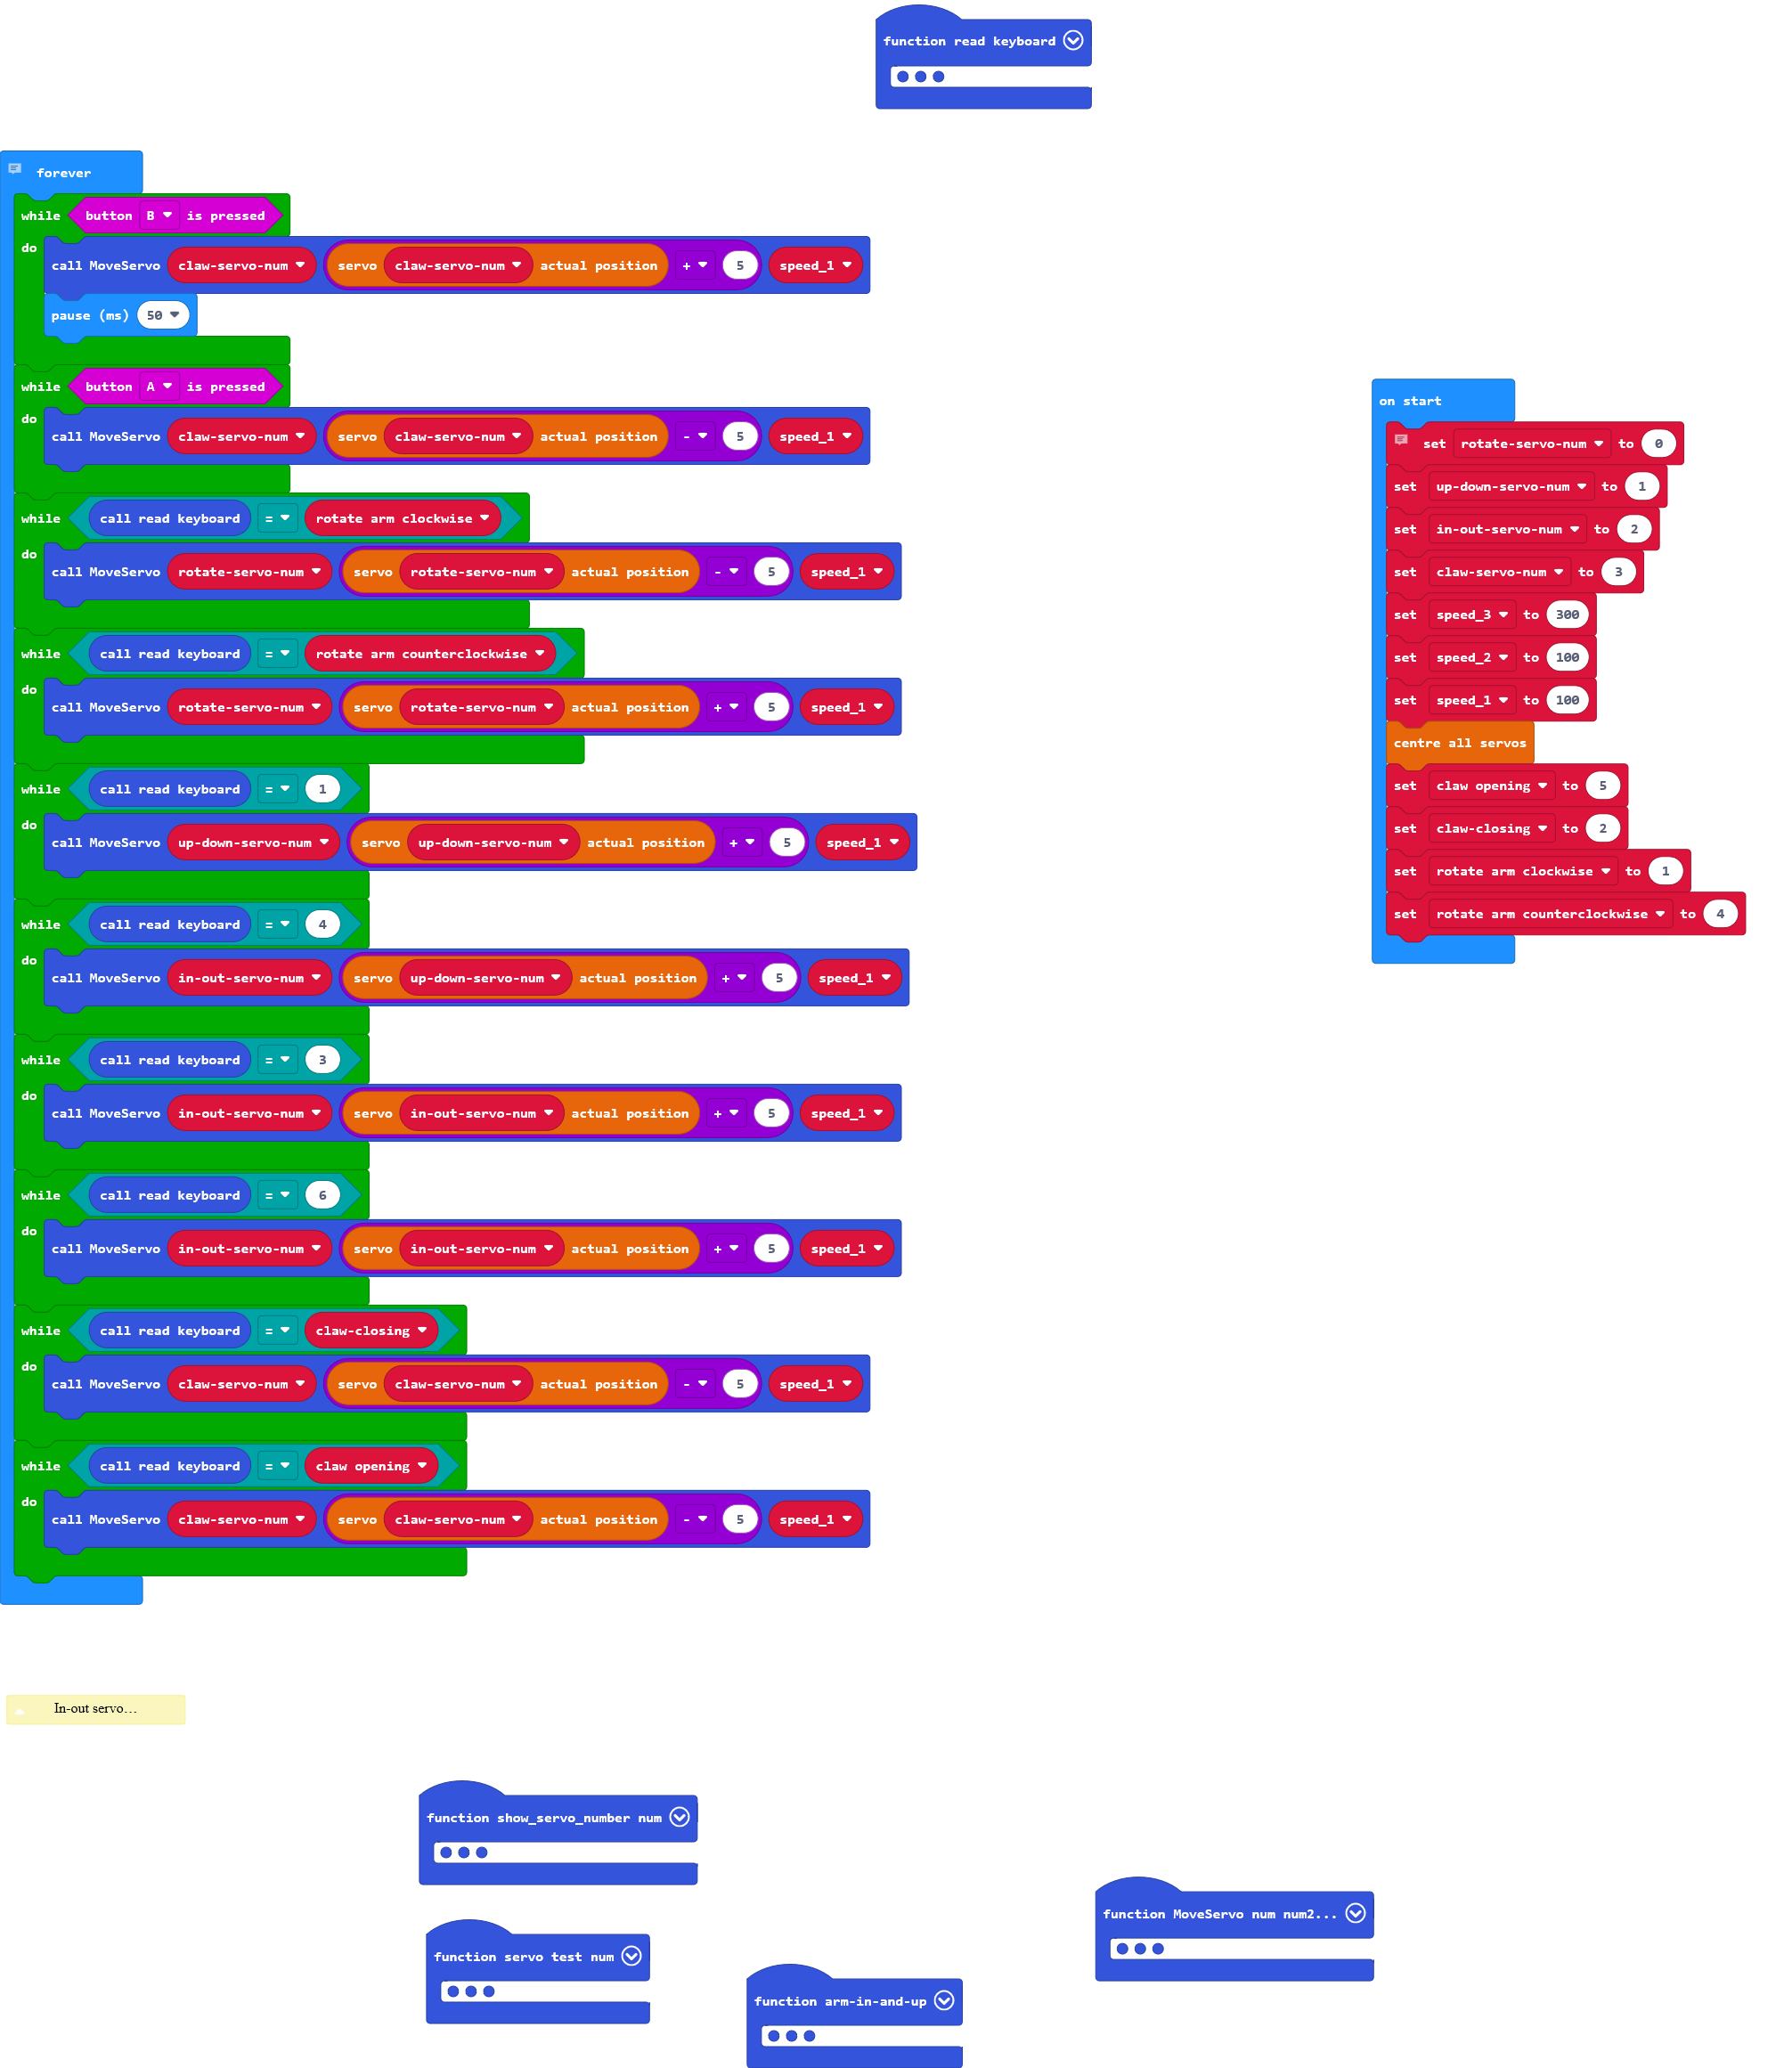 function read keyboard
forever
while button B is pressed
do
call MoveServo claw-servo-num servo claw-servo-num actual position + 5 speed_1
pause (ms) 50
while button A is pressed
do
call MoveServo claw-servo-num servo claw-servo-num actual position - 5 speed_1
while call read keyboard = rotate arm clockwise
do
call MoveServo rotate-servo-num servo rotate-servo-num actual position - 5 speed_1
while call read keyboard = rotate arm counterclockwise
do
call MoveServo rotate-servo-num servo rotate-servo-num actual position + 5 speed_1
while call read keyboard = 1
do
call MoveServo up-down-servo-num servo up-down-servo-num actual position + 5 speed_1
while call read keyboard = 4
do
call MoveServo in-out-servo-num servo up-down-servo-num actual position + 5 speed_1
while call read keyboard = 3
do
call MoveServo in-out-servo-num servo in-out-servo-num actual position + 5 speed_1
while call read keyboard = 6
do
call MoveServo in-out-servo-num servo in-out-servo-num actual position + 5 speed_1
while call read keyboard = claw-closing
do
call MoveServo claw-servo-num servo claw-servo-num actual position - 5 speed_1
while call read keyboard = claw opening
do
call MoveServo claw-servo-num servo claw-servo-num actual position - 5 speed_1
on start
set rotate-servo-num to 0
set up-down-servo-num to 1
set in-out-servo-num to 2
set claw-servo-num to 3
set speed_3 to 300
set speed_2 to 100
set speed_1 to 100
centre all servos
set claw opening to 5
set claw-closing to 2
set rotate arm clockwise to 1
set rotate arm counterclockwise to 4
In-out servo…
function show_servo_number num
function MoveServo num num2...
function servo test num
function arm-in-and-up